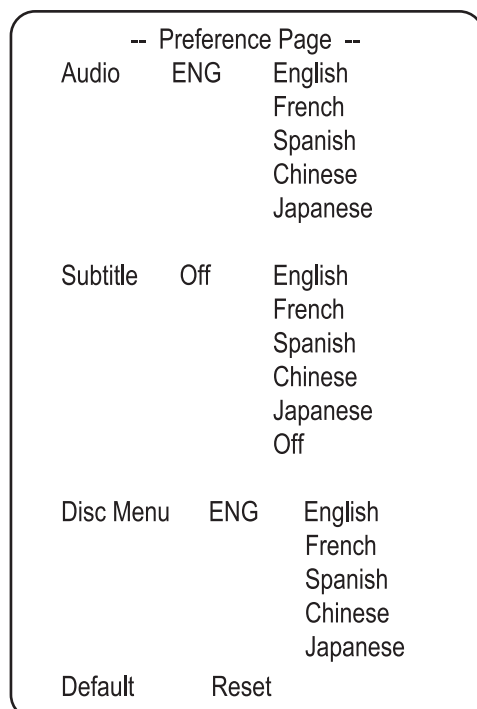 -- Preference Page --
Audio ENG English
French
Spanish
Chinese
Japanese
Subtitle Off English
French
Spanish
Chinese
Japanese
Off
Disc Menu ENG English
French
Spanish
Chinese
Japanese
Default Reset